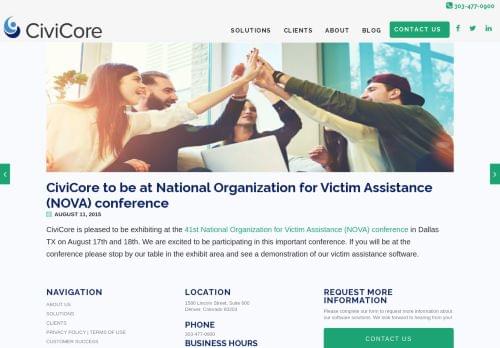 303-477-0900
CiviCore
SOLUTIONS CLIENTS ABOUT BLOG CONTACT US
CiviCore to be at National Organization for Victim Assistance
(NOVA) conference
AUGUST 11, 2015
CiviCore is pleased to be exhibiting at the 41st National Organization for Victim Assistance (NOVA) conference in Dallas
TX on August 17th and 18th. We are excited to be participating in this important conference. If you will be at the
conference please stop by our table in the exhibit area and see a demonstration of our victim assistance software.
NAVIGATION
ABOUT US
SOLUTIONS
CLIENTS
PRIVACY POLICY | TERMS OF USE
CUSTOMER SUCCESS
LOCATION
1580 Lincoln Street, Suite 600
Denver, Colorado 80203
PHONE
303-477-0900
BUSINESS HOURS
REQUEST MORE
INFORMATION
Please complete our form to request more information about
our software solutions. We look forward to hearing from you!
CONTACT US